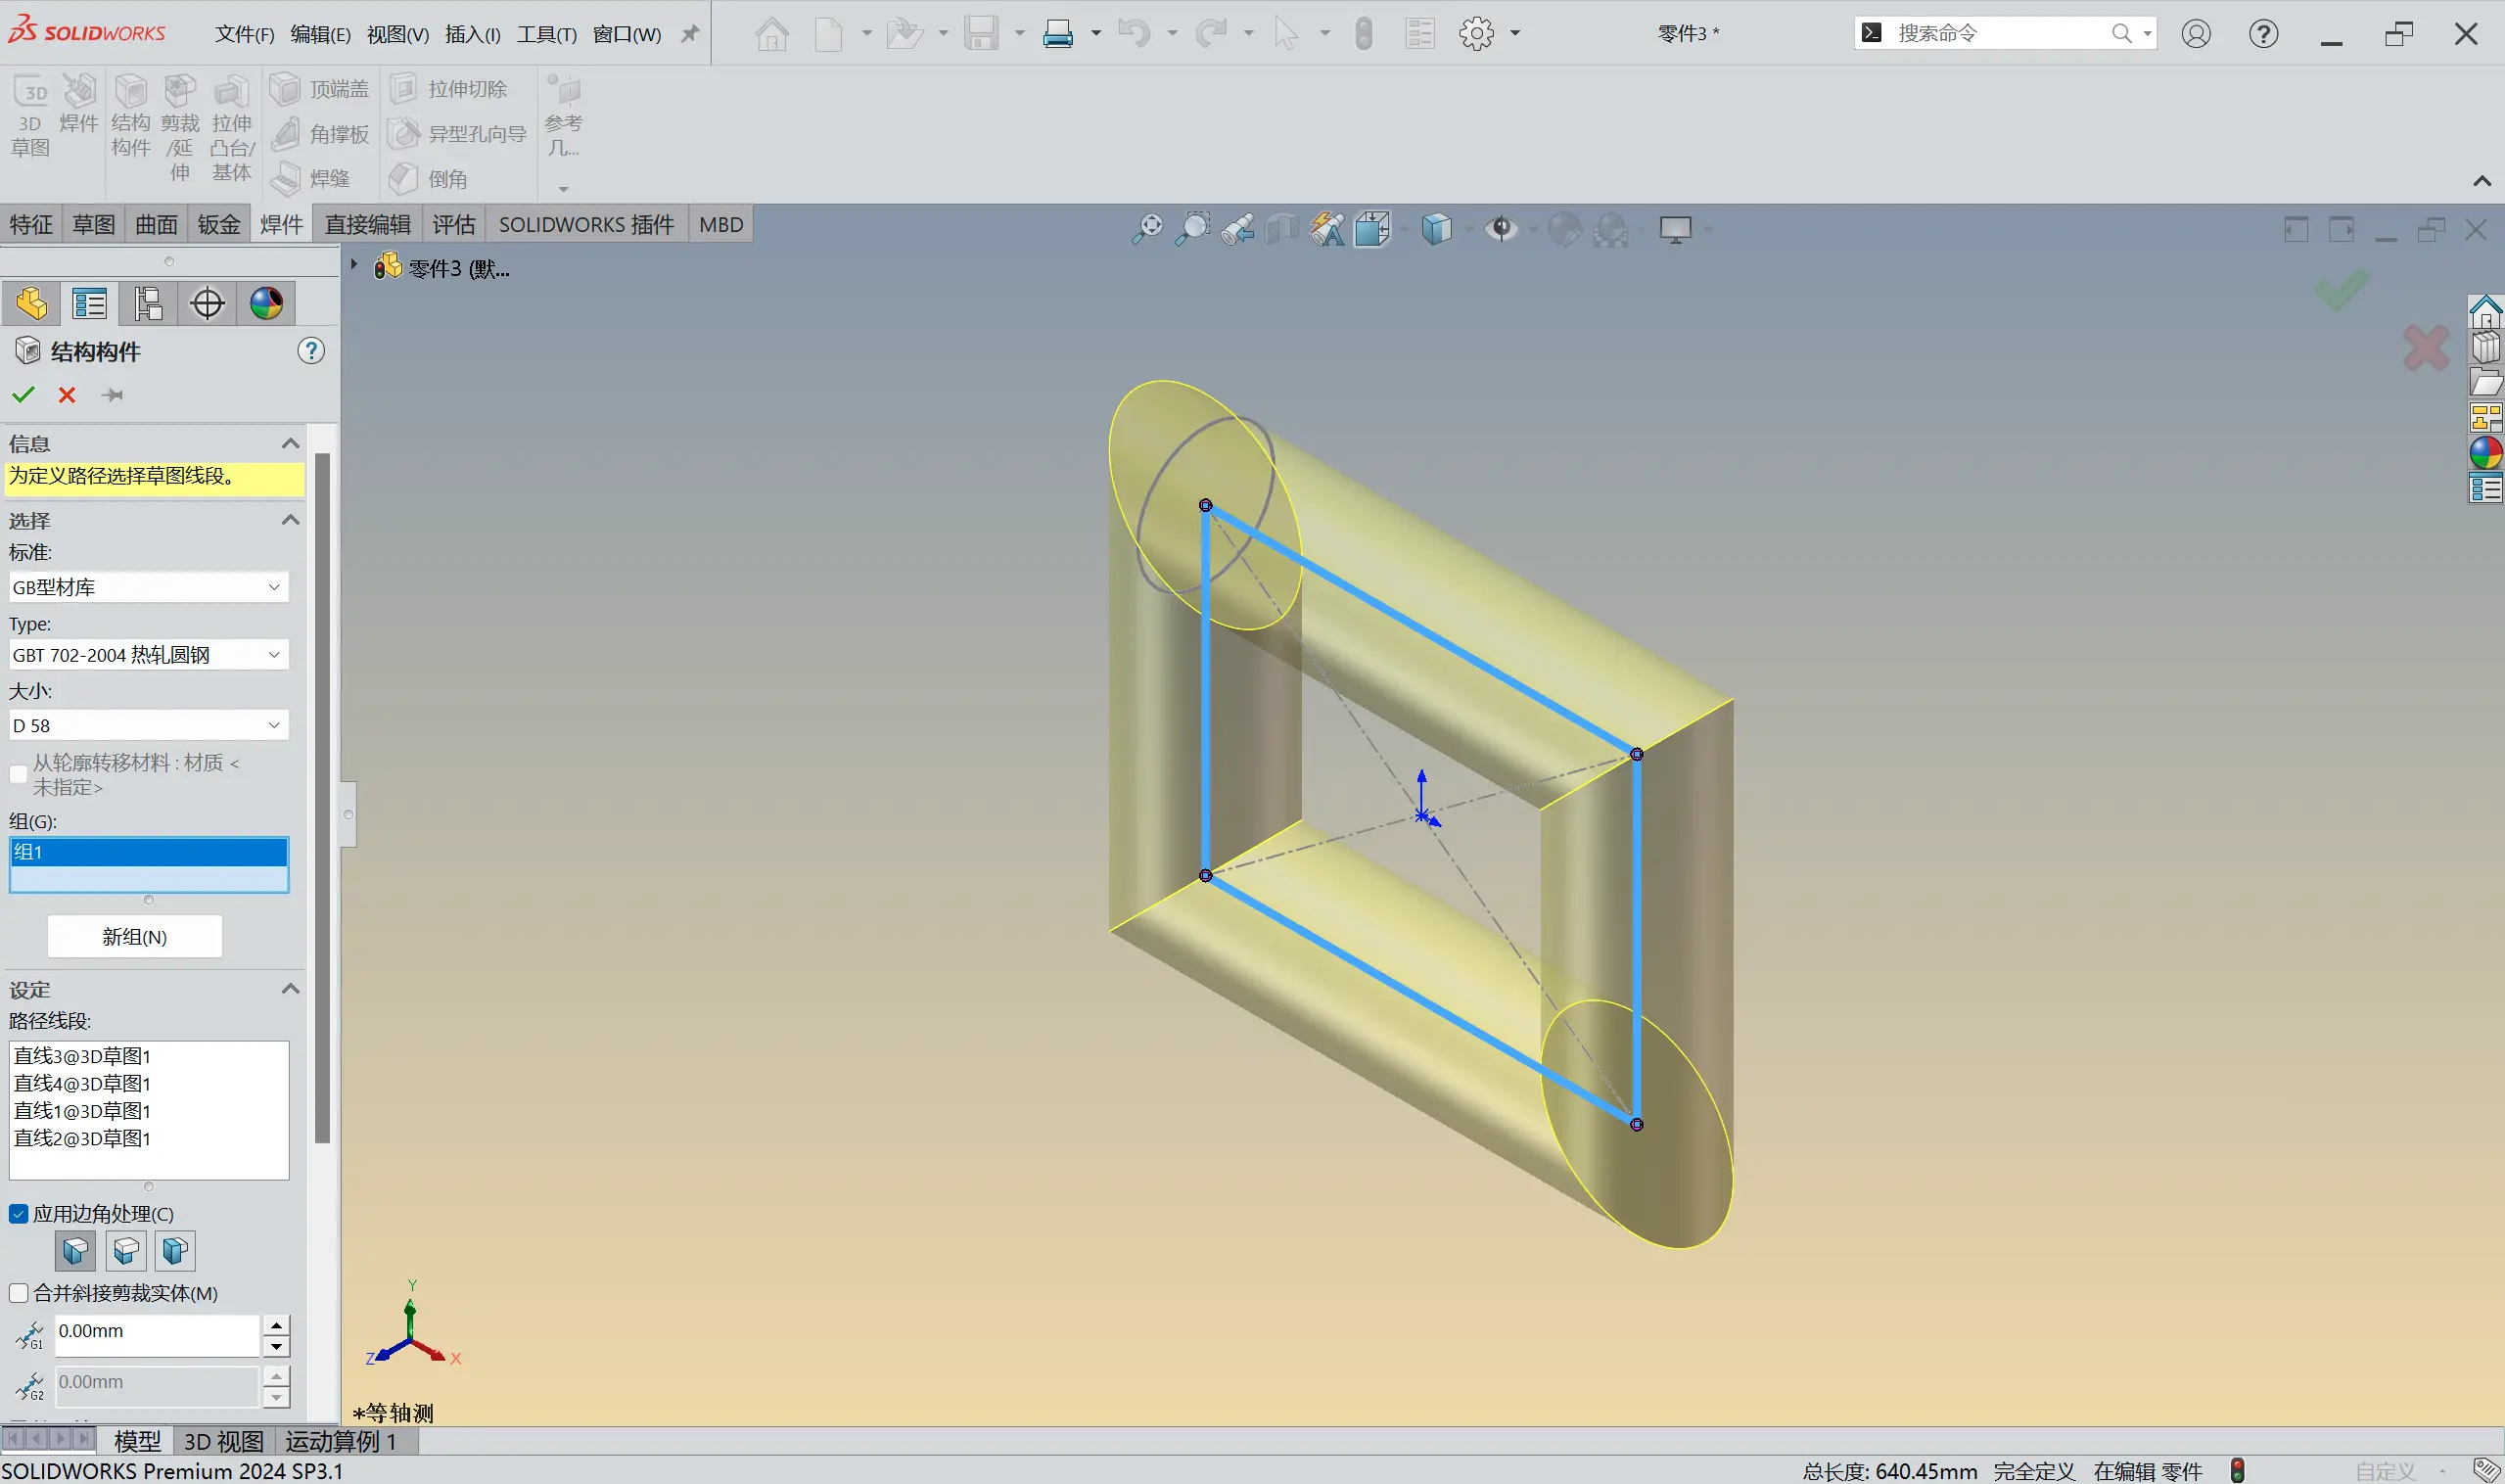 SOLIDWORKS 文件(F) 编辑(E) 视图(V) 插入(I) 工具(T) 窗口(W) 零件3 * 搜索命令
3D草图
焊件
结构构件
剪裁/延伸
拉伸凸台/基体
顶端盖
角撑板
焊缝
拉伸切除
异型孔向导
倒角
参考几...
特征 草图 曲面 钣金 焊件 直接编辑 评估 SOLIDWORKS 插件 MBD
零件3 (默...
结构构件
信息
为定义路径选择草图线段。
选择
标准:
GB型材库
Type:
GBT 702-2004 热轧圆钢
大小:
D 58
从轮廓转移材料 : 材质 <
未指定>
组(G):
组1
新组(N)
设定
路径线段:
直线3@3D草图1
直线4@3D草图1
直线1@3D草图1
直线2@3D草图1
应用边角处理(C)
合并斜接剪裁实体(M)
G1 0.00mm
G2 0.00mm
Y
Z X
*等轴测
模型 3D 视图 运动算例 1
SOLIDWORKS Premium 2024 SP3.1 总长度: 640.45mm 完全定义 在编辑 零件 自定义